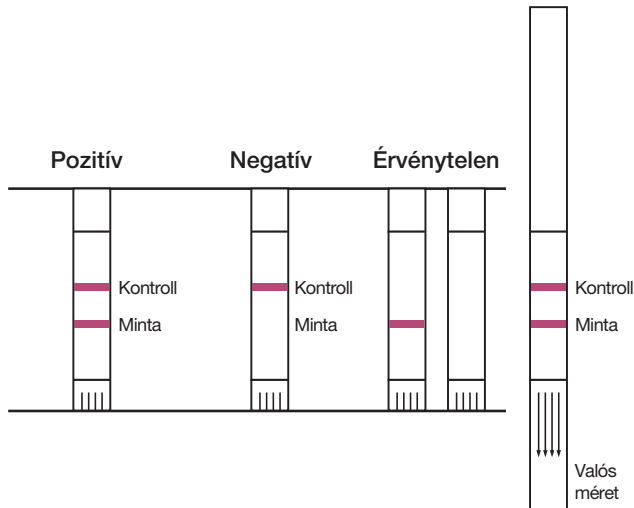 Pozitív
Negatív
Érvénytelen
Kontroll
Kontroll
Kontroll
Minta
Minta
Minta
Valós
méret